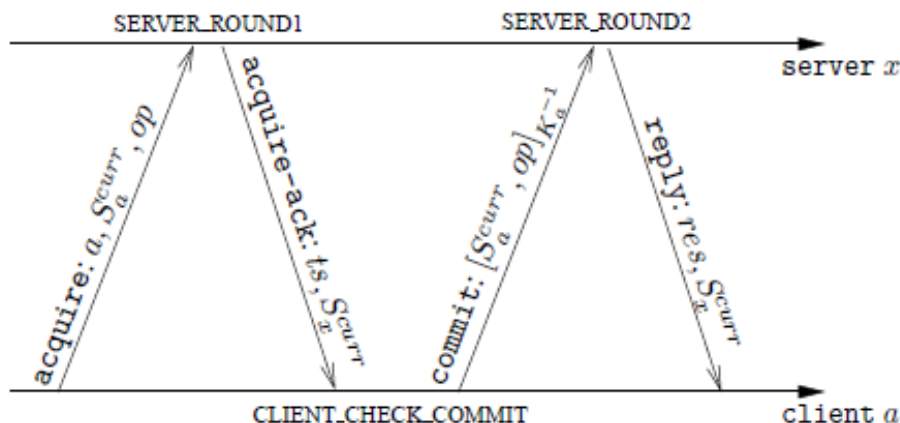 SERVER_ROUND1
SERVER_ROUND2
server x
acquire: a, S_a^{curr}, op
acquire-ack: ts, S_x^{curr}
commit: [S_a^{curr}, op]_{K_a^{-1}}
reply: res, S_x^{curr}
CLIENT_CHECK_COMMIT
client a